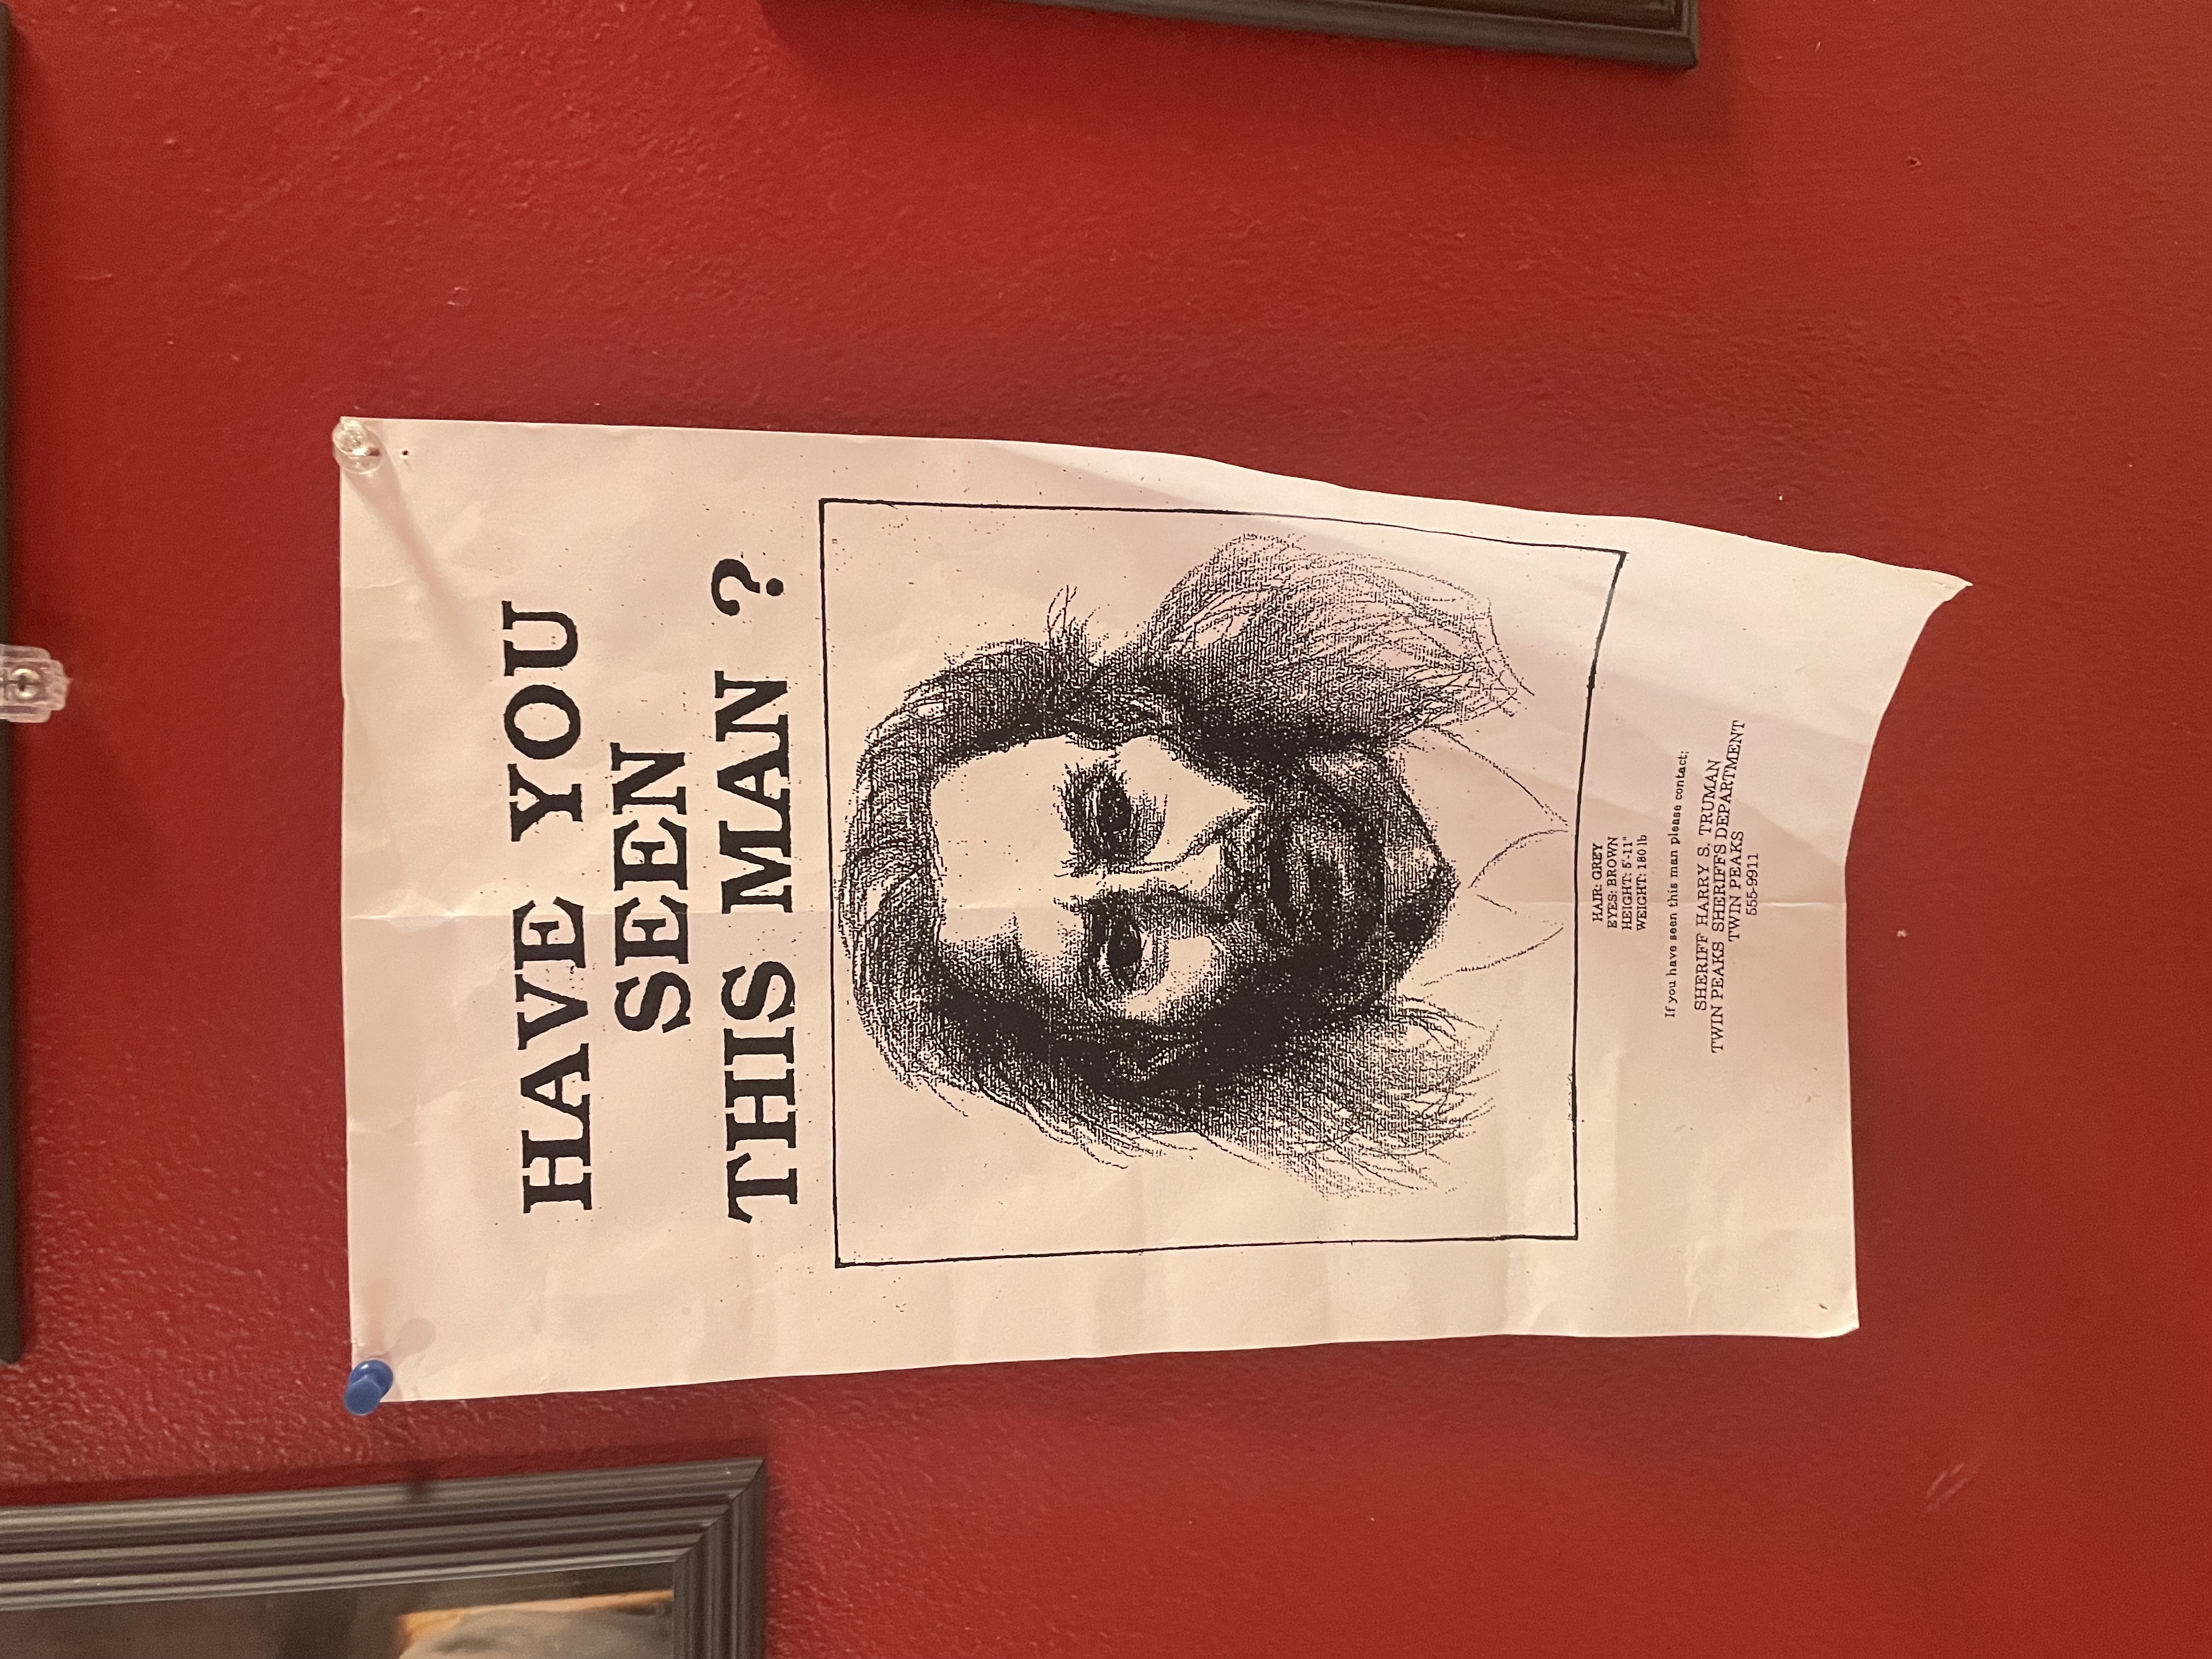 HAVE YOU
SEEN
THIS MAN ?
HAIR: GREY
EYES: BROWN
HEIGHT: 5'-11"
WEIGHT: 180 lb
If you have seen this man please contact:
SHERIFF HARRY S. TRUMAN
TWIN PEAKS SHERIFFS DEPARTMENT
TWIN PEAKS
555-9911